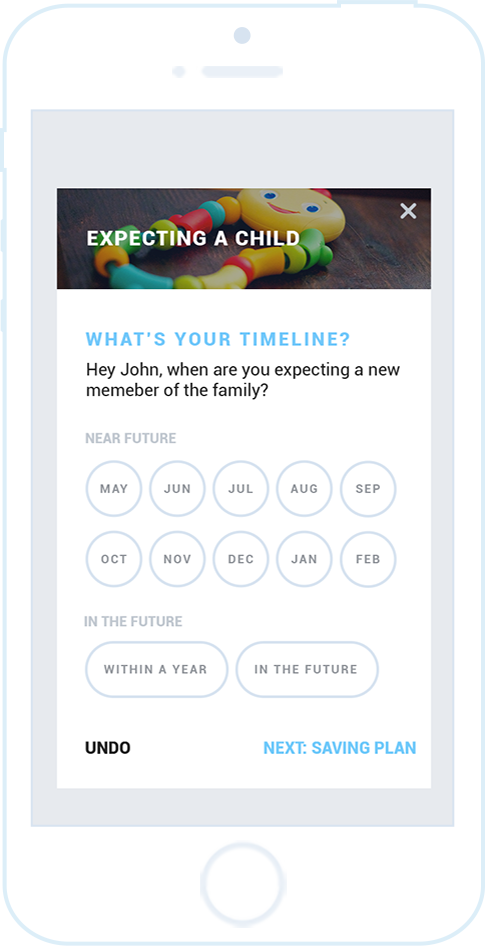 EXPECTING A CHILD
WHAT'S YOUR TIMELINE?
Hey John, when are you expecting a new
memeber of the family?
NEAR FUTURE
MAY JUN JUL AUG SEP
OCT NOV DEC JAN FEB
IN THE FUTURE
WITHIN A YEAR IN THE FUTURE
UNDO NEXT: SAVING PLAN